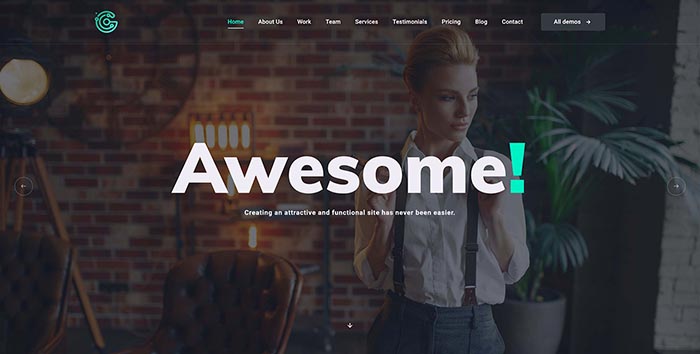 Home About Us Work Team Services Testimonials Pricing Blog Contact All demos
Awesome!
Creating an attractive and functional site has never been easier.